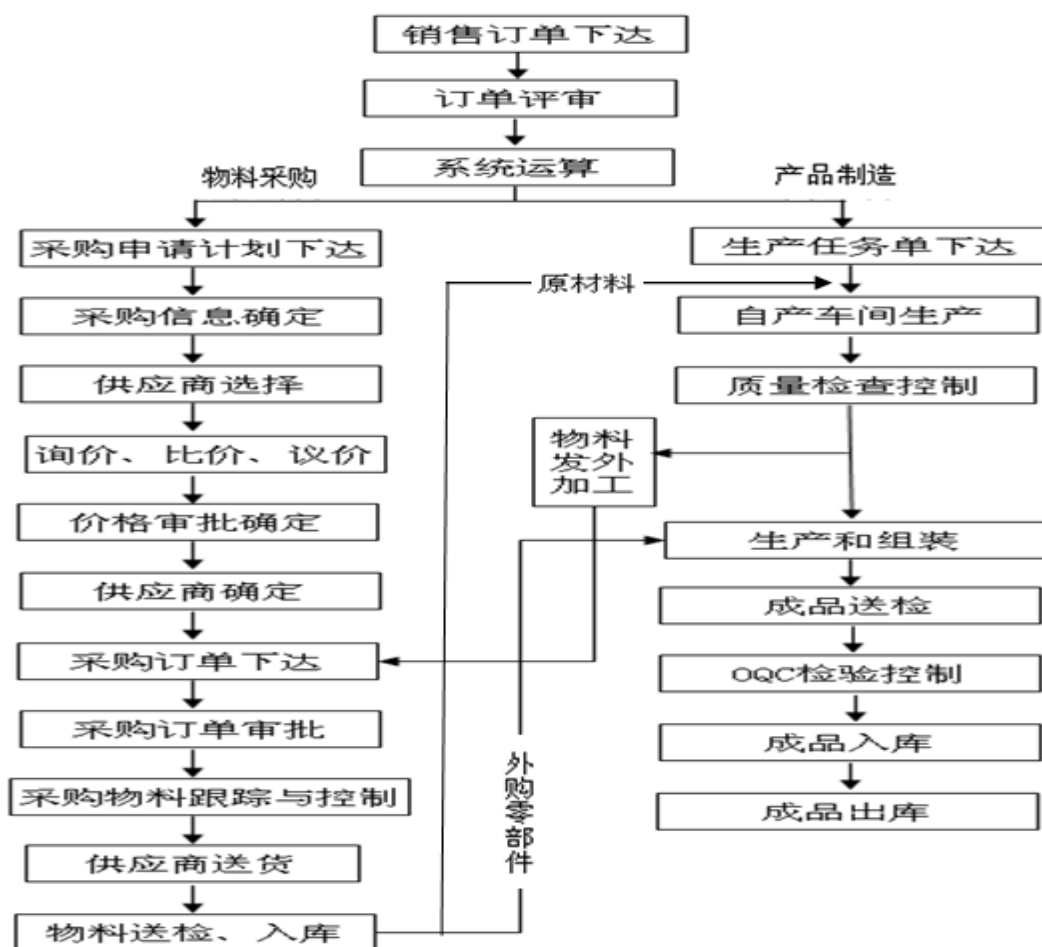 销售订单下达
订单评审
系统运算
物料采购
产品制造
采购申请计划下达
采购信息确定
供应商选择
询价、比价、议价
价格审批确定
供应商确定
采购订单下达
采购订单审批
采购物料跟踪与控制
供应商送货
物料送检、入库
原材料
外购零部件
物料
发外
加工
生产任务单下达
自产车间生产
质量检查控制
生产和组装
成品送检
OQC检验控制
成品入库
成品出库